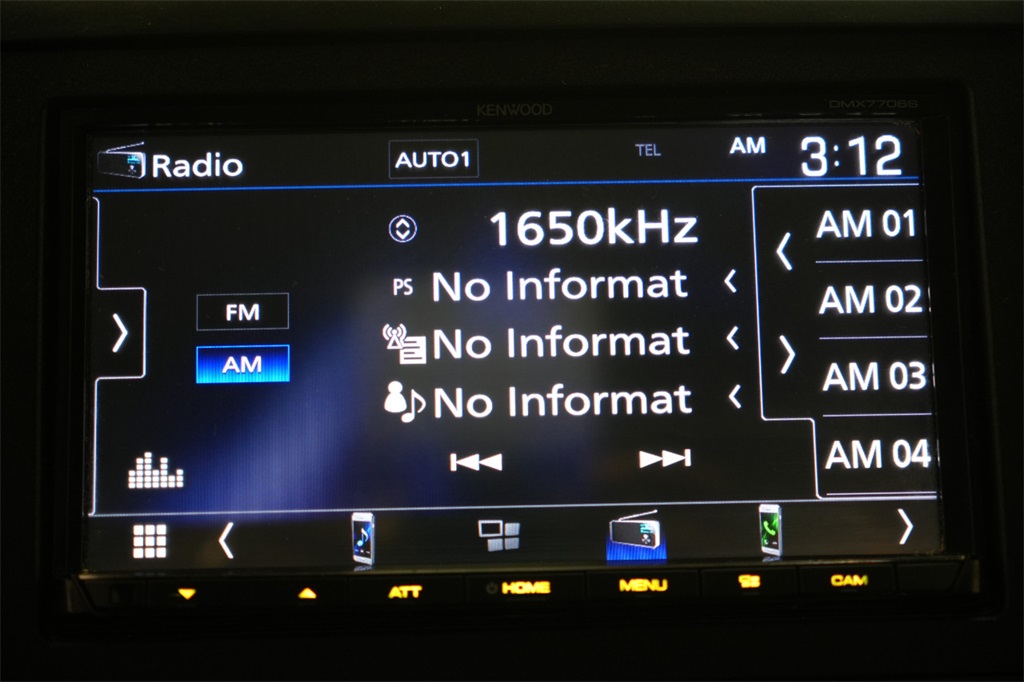 KENWOOD
DMX7706S
Radio
AUTO1
TEL
AM
3:12
1650kHz
PS No Informat
No Informat
No Informat
FM
AM
AM 01
AM 02
AM 03
AM 04
ATT
HOME
MENU
CAM